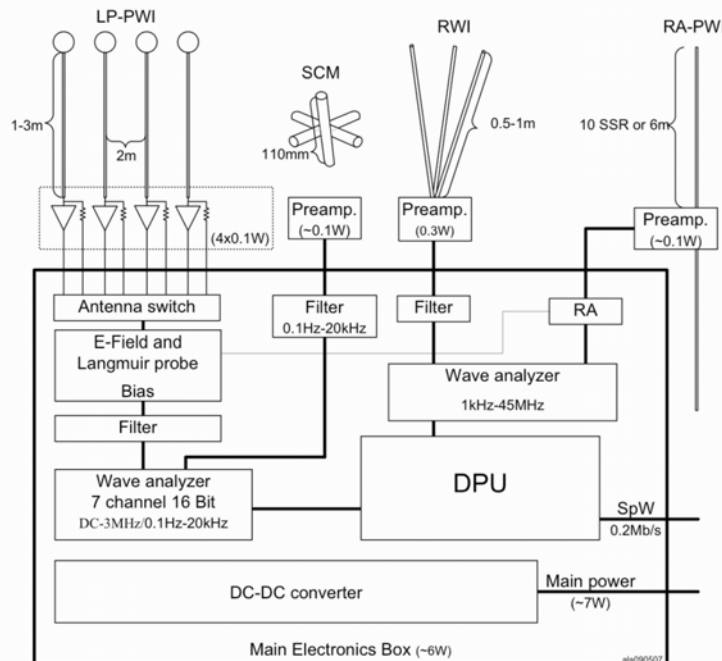 LP-PWI
SCM
RWI
RA-PW
1-3m
2m
110mm
0.5-1m
10 SSR or 6m
(4x0.1W)
Preamp.
(~0.1W)
Preamp.
(0.3W)
Preamp.
(~0.1W)
Antenna switch
Filter
0.1Hz-20kHz
Filter
RA
E-Field and
Langmuir probe
Bias
Wave analyzer
1kHz-45MHz
Filter
Wave analyzer
7 channel 16 Bit
DC-3MHz/0.1Hz-20kHz
DPU
SpW
0.2Mb/s
DC-DC converter
Main power
(~7W)
Main Electronics Box (~6W)
ala090507